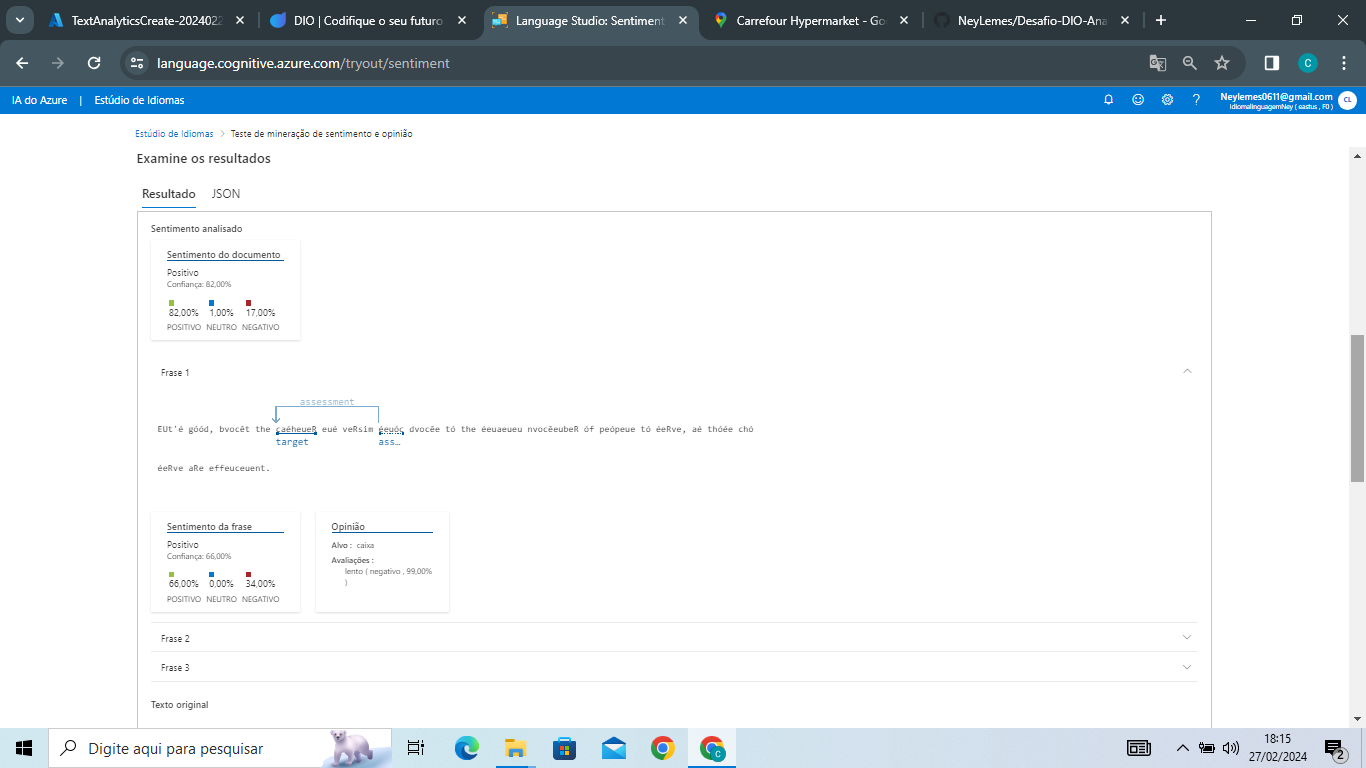 TextAnalyticsCreate-2024022
DIO | Codifique o seu futuro
Language Studio: Sentiment
Carrefour Hypermarket - Go
NeyLemes/Desafio-DIO-Ana
language.cognitive.azure.com/tryout/sentiment
C
IA do Azure | Estúdio de Idiomas
Neylemes0611@gmail.com
IdiomalinguagemNey ( eastus , F0 )
CL
Estúdio de Idiomas > Teste de mineração de sentimento e opinião
Examine os resultados
Resultado JSON
Sentimento analisado
Sentimento do documento
Positivo
Confiança: 82,00%
82,00% 1,00% 17,00%
POSITIVO NEUTRO NEGATIVO
Frase 1
assessment
EUt'é góód, bvocêt the caéheueR eué veRsim éeuóç dvocêe tó the êeuaeueu nvocêeubeR óf peópeue tó éeRve, aé thóée chó
target ass…
éeRve aRe effeuceuent.
Sentimento da frase
Positivo
Confiança: 66,00%
66,00% 0,00% 34,00%
POSITIVO NEUTRO NEGATIVO
Opinião
Alvo : caixa
Avaliações :
lento ( negativo , 99,00%
)
Frase 2
Frase 3
Texto original
Digite aqui para pesquisar
C
18:15
27/02/2024
2